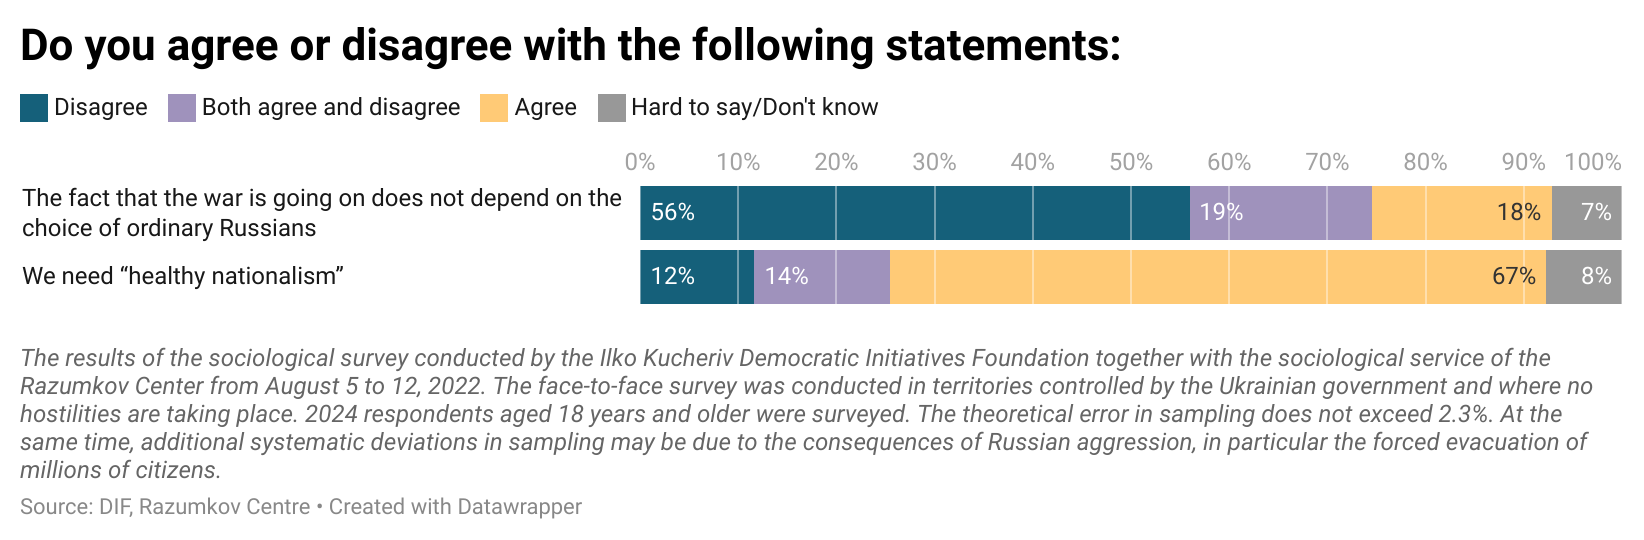 Do you agree or disagree with the following statements:
Disagree Both agree and disagree Agree Hard to say/Don't know
0% 10% 20% 30% 40% 50% 60% 70% 80% 90% 100%
The fact that the war is going on does not depend on the
choice of ordinary Russians
56% 19% 18% 7%
We need “healthy nationalism”
12% 14% 67% 8%
The results of the sociological survey conducted by the Ilko Kucheriv Democratic Initiatives Foundation together with the sociological service of the
Razumkov Center from August 5 to 12, 2022. The face-to-face survey was conducted in territories controlled by the Ukrainian government and where no
hostilities are taking place. 2024 respondents aged 18 years and older were surveyed. The theoretical error in sampling does not exceed 2.3%. At the
same time, additional systematic deviations in sampling may be due to the consequences of Russian aggression, in particular the forced evacuation of
millions of citizens.
Source: DIF, Razumkov Centre • Created with Datawrapper